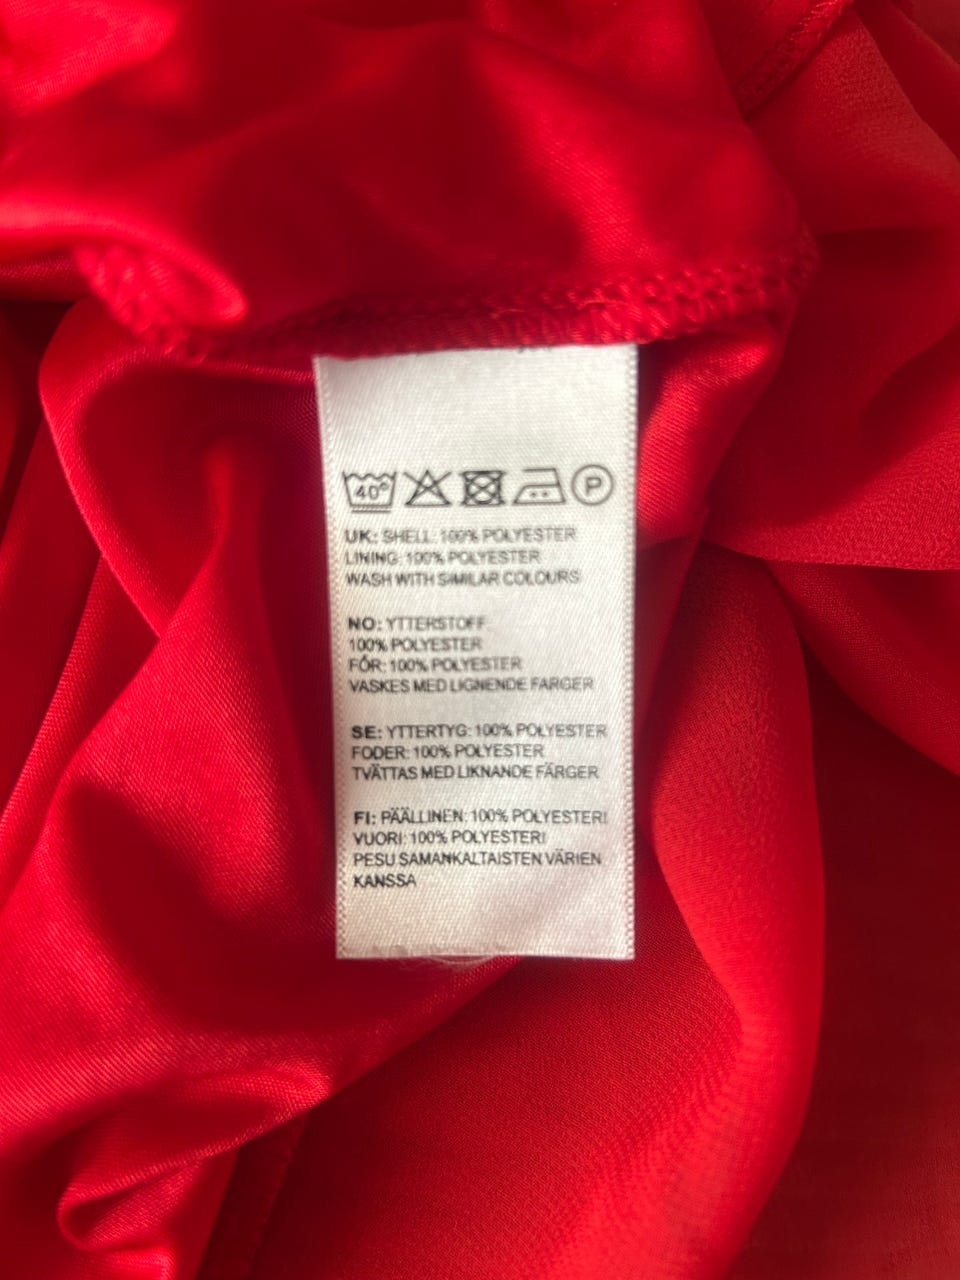 40° P
UK: SHELL: 100% POLYESTER
LINING: 100% POLYESTER
WASH WITH SIMILAR COLOURS
NO: YTTERSTOFF:
100% POLYESTER
FÓR: 100% POLYESTER
VASKES MED LIGNENDE FARGER
SE: YTTERTYG: 100% POLYESTER
FODER: 100% POLYESTER
TVÄTTAS MED LIKNANDE FÄRGER
FI: PÄÄLLINEN: 100% POLYESTERI
VUORI: 100% POLYESTERI
PESU SAMANKALTAISTEN VÄRIEN
KANSSA